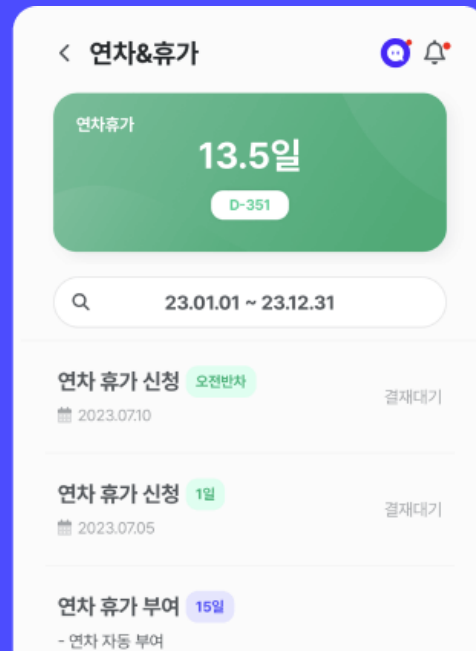 연차&휴가
연차휴가
13.5일
D-351
23.01.01 ~ 23.12.31
연차 휴가 신청 오전반차
2023.07.10 결재대기
연차 휴가 신청 1일
2023.07.05 결재대기
연차 휴가 부여 15일
- 연차 자동 부여